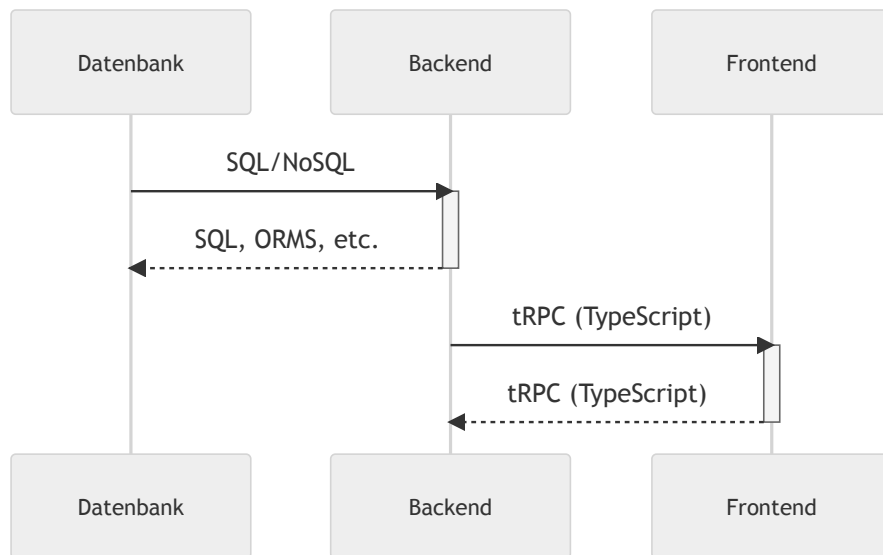 Datenbank
Backend
Frontend
SQL/NoSQL
SQL, ORMS, etc.
tRPC (TypeScript)
tRPC (TypeScript)
Datenbank
Backend
Frontend